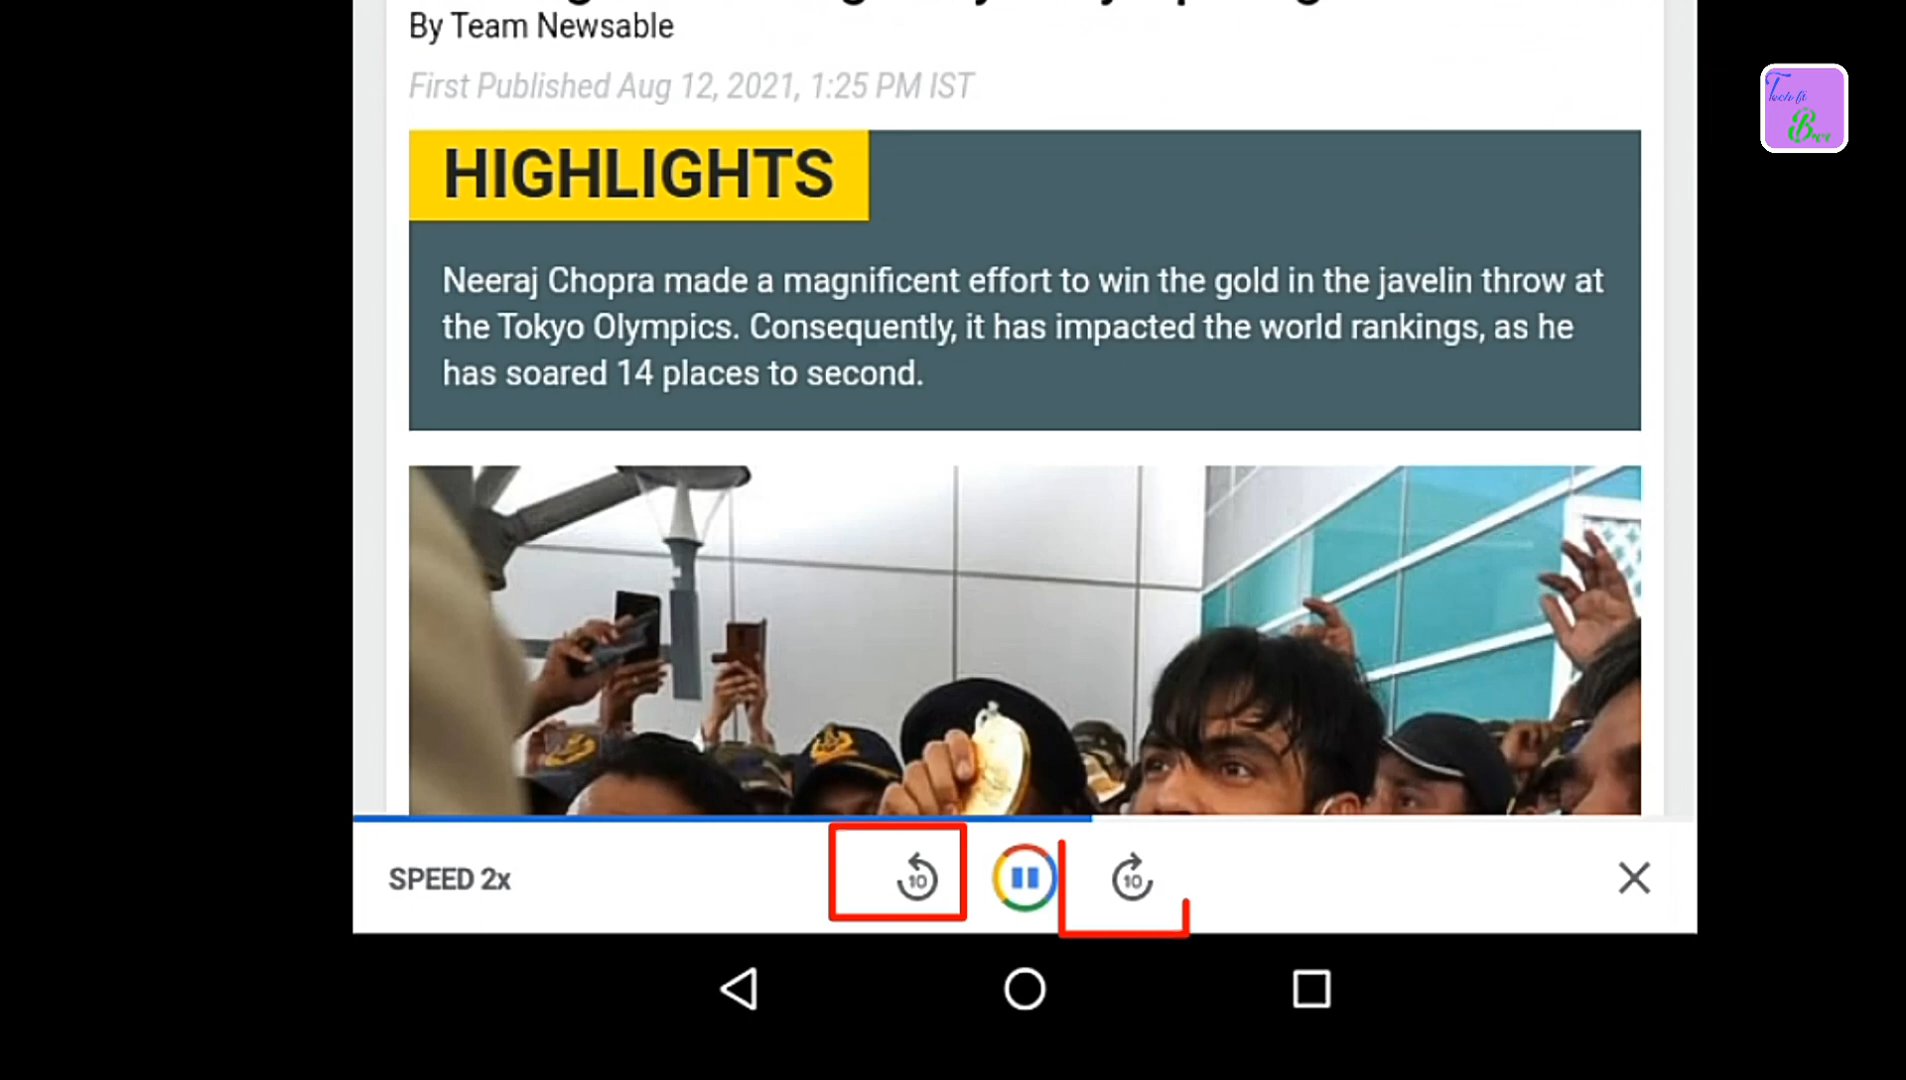 By Team Newsable
First Published Aug 12, 2021, 1:25 PM IST
Tech in
HIGHLIGHTS
Neeraj Chopra made a magnificent effort to win the gold in the javelin throw at
the Tokyo Olympics. Consequently, it has impacted the world rankings, as he
has soared 14 places to second.
SPEED 2x
10
10